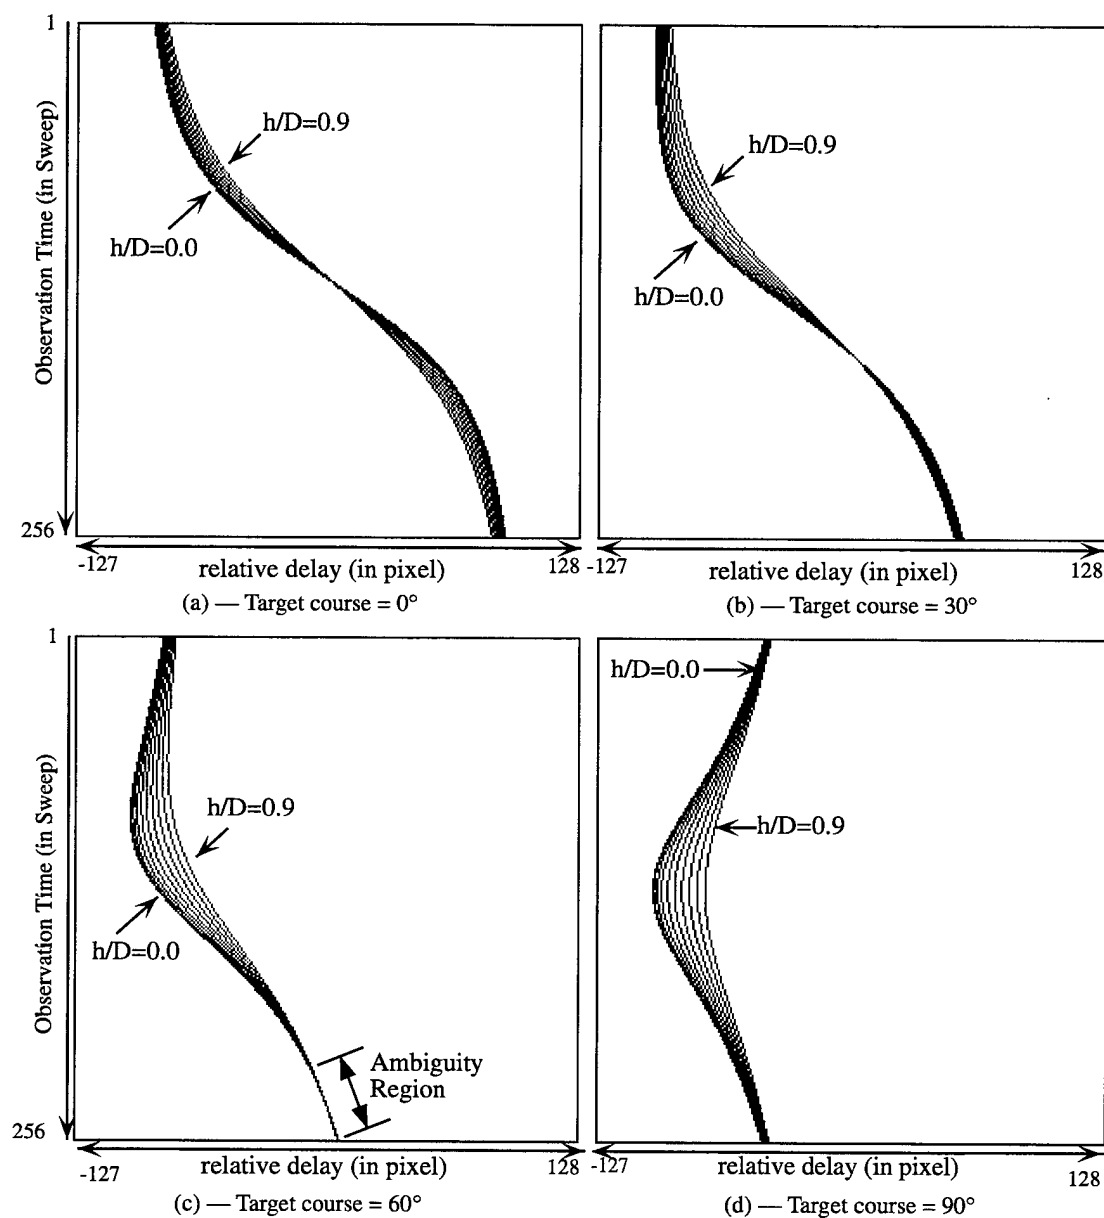 1
Observation Time (in Sweep)
h/D=0.9
h/D=0.0
256
-127
128
relative delay (in pixel)
(a) — Target course = 0°
h/D=0.9
h/D=0.0
-127
128
relative delay (in pixel)
(b) — Target course = 30°
1
Observation Time (in Sweep)
h/D=0.9
h/D=0.0
Ambiguity
Region
256
-127
128
relative delay (in pixel)
(c) — Target course = 60°
h/D=0.0
h/D=0.9
-127
128
relative delay (in pixel)
(d) — Target course = 90°